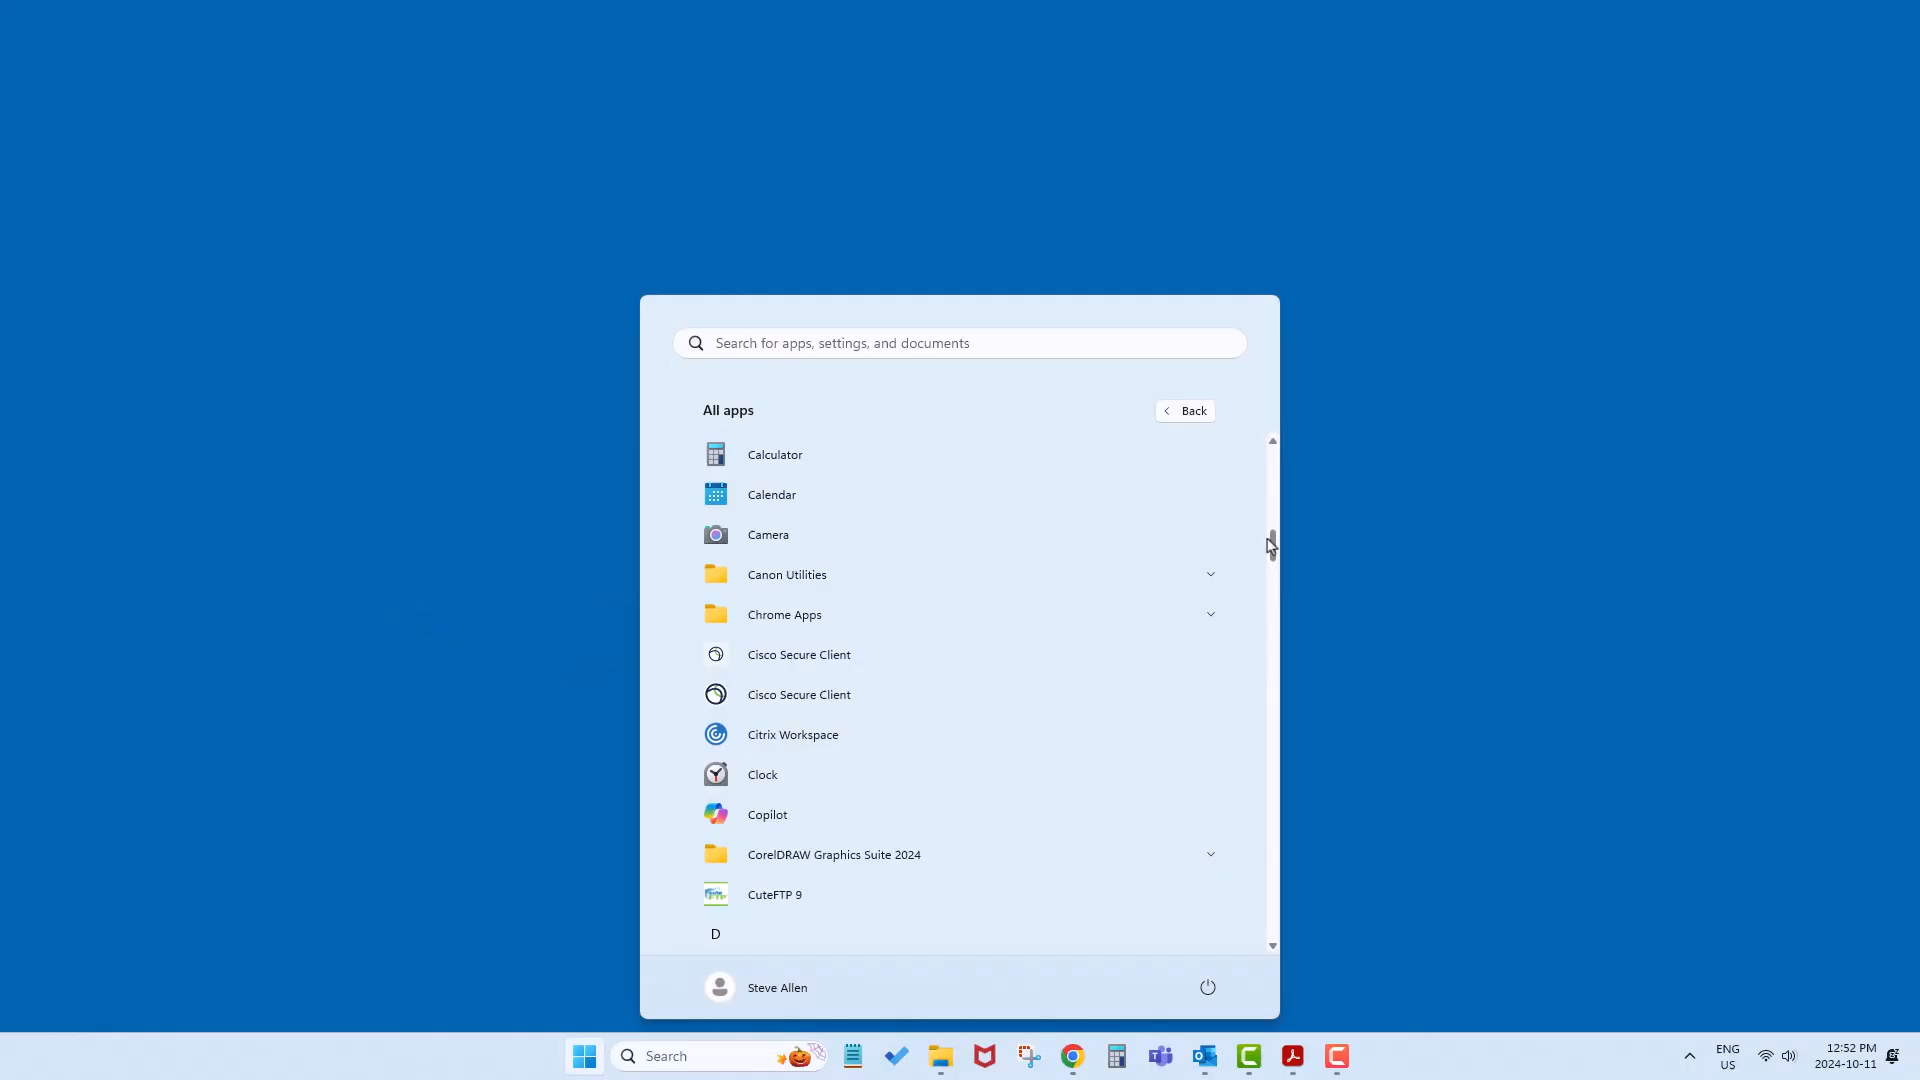 Search for apps, settings, and documents
All apps
Back
Calculator
Calendar
Camera
Canon Utilities
Chrome Apps
Cisco Secure Client
Cisco Secure Client
Citrix Workspace
Clock
Copilot
CorelDRAW Graphics Suite 2024
CuteFTP 9
D
Steve Allen
Search
ENG
US
12:52 PM
2024-10-11